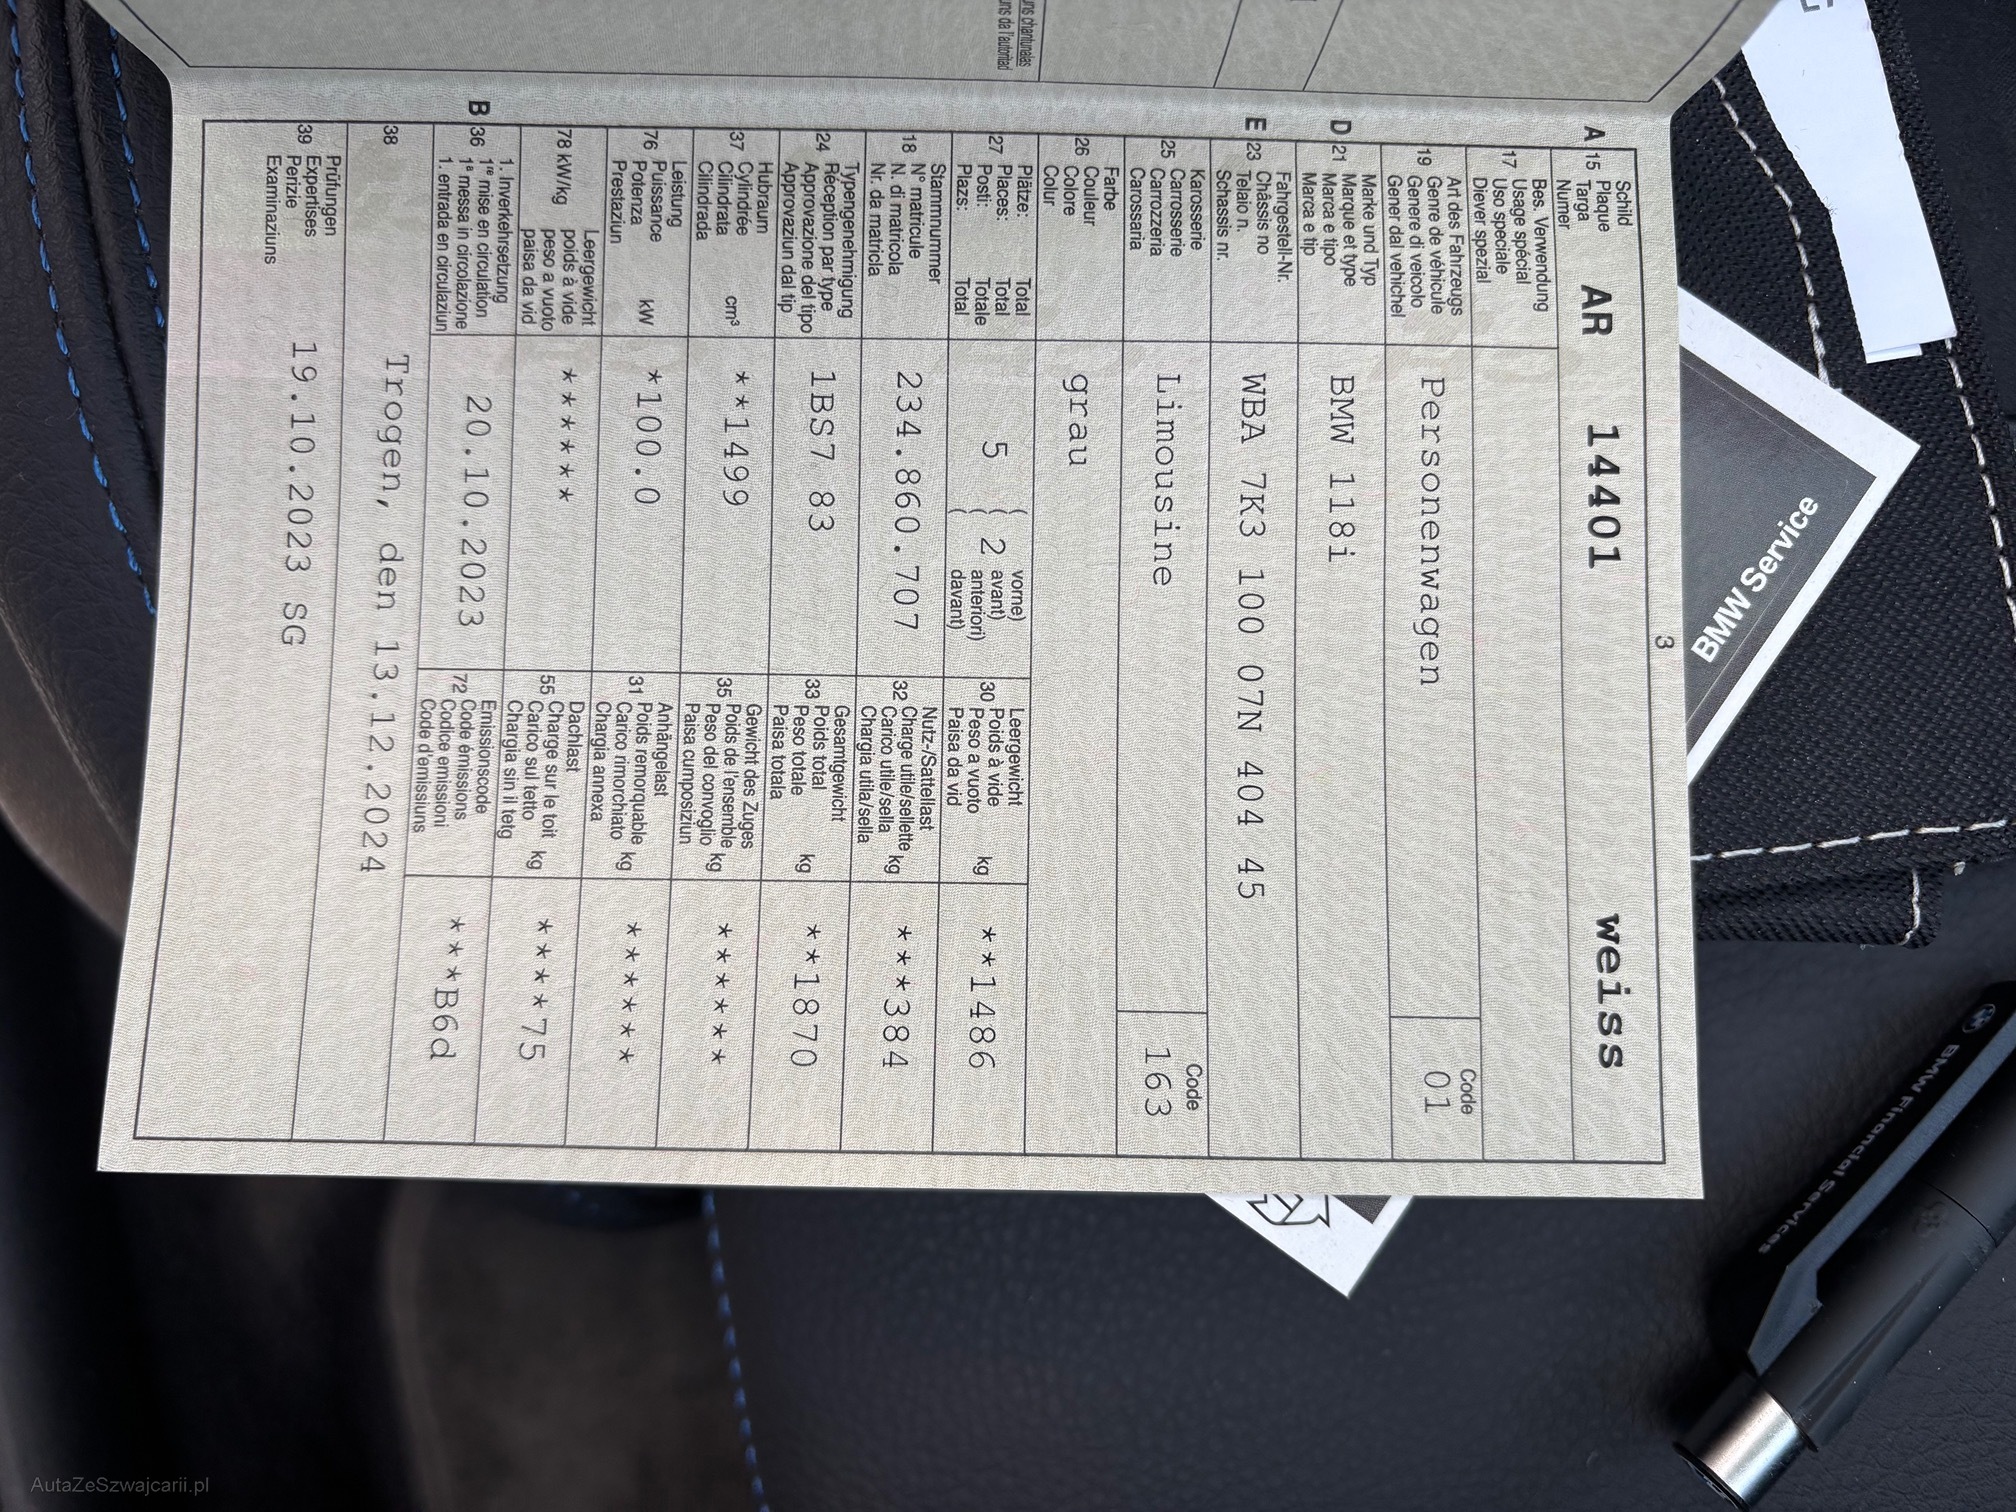 uns chantunalas
uns da l'autoritad
3
A 15 Schild
Plaque
Targa
Numer
AR 14401 weiss
17 Bes. Verwendung
Usage spécial
Uso speciale
Diever spezial
19 Art des Fahrzeugs
Genre de véhicule
Genere di veicolo
Gener dal vehichel
Personenwagen
Code
01
D 21 Marke und Typ
Marque et type
Marca e tipo
Marca e tip
BMW 118i
E 23 Fahrgestell-Nr.
Châssis no
Telaio n.
Schassis nr.
WBA 7K3 100 07N 404 45
25 Karosserie
Carrosserie
Carrozzeria
Carossaria
Limousine
Code
163
26 Farbe
Couleur
Colore
Colur
grau
27 Plätze: Total
Places: Total
Posti: Totale
Plazs: Total
5 ( 2 vorne)
avant)
anteriori)
davant)
30 Leergewicht
Poids à vide
Peso a vuoto kg
Paisa da vid
**1486
18 Stammnummer
N° matricule
N. di matricola
Nr. da matricla
234.860.707
32 Nutz-/Sattellast
Charge utile/sellette
Carico utile/sella kg
Chargia utila/sella
***384
24 Typengenehmigung
Réception par type
Approvazione del tipo
Approvaziun dal tip
1BS7 83
33 Gesamtgewicht
Poids total
Peso totale kg
Paisa totala
**1870
37 Hubraum
Cylindrée
Cilindrata cm³
Cilindrada
**1499
35 Gewicht des Zuges
Poids de l'ensemble
Peso del convoglio kg
Paisa cumposiziun
******
76 Leistung
Puissance
Potenza kW
Prestaziun
*100.0
31 Anhängelast
Poids remorquable
Carico rimorchiato kg
Chargia annexa
******
78 kW/kg Leergewicht
poids à vide
peso a vuoto
paisa da vid
******
55 Dachlast
Charge sur le toit
Carico sul tetto kg
Chargia sin il tetg
****75
B 36 1. Inverkehrsetzung
1re mise en circulation
1a messa in circolazione
1. entrada en circulaziun
20.10.2023
72 Emissionscode
Code émissions
Codice emissioni
Code d'emissiuns
***B6d
38 Trogen, den 13.12.2024
39 Prüfungen
Expertises
Perizie
Examinaziuns
19.10.2023 SG
BMW Service
BMW Financial Services
AutaZeSzwajcarii.pl